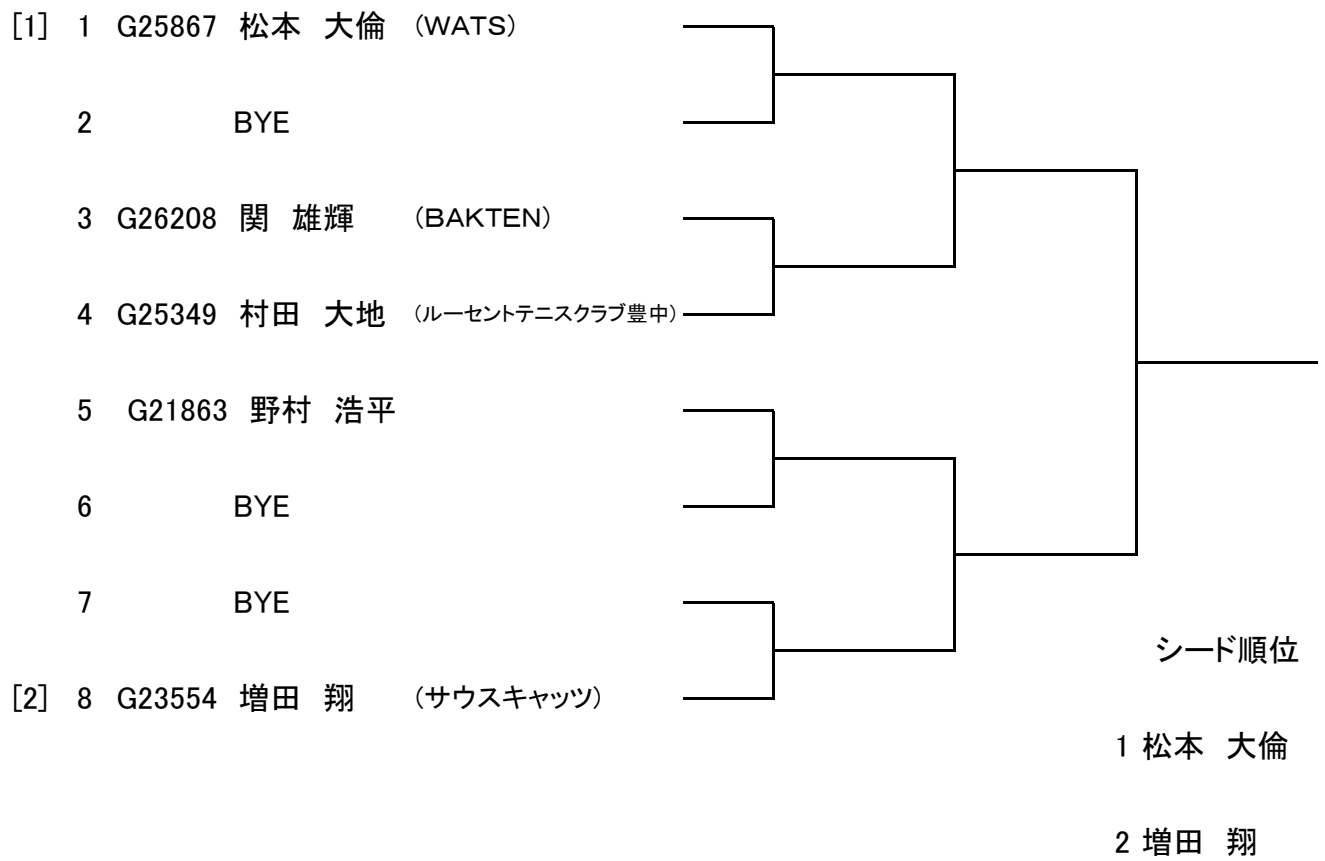 [1] 1 G25867 松本 大倫 (WATS)
2 BYE
3 G26208 関 雄輝 (BAKTEN)
4 G25349 村田 大地 (ルーセントテニスクラブ豊中)
5 G21863 野村 浩平
6 BYE
7 BYE
[2] 8 G23554 増田 翔 (サウスキャッツ)
シード順位
1 松本 大倫
2 増田 翔